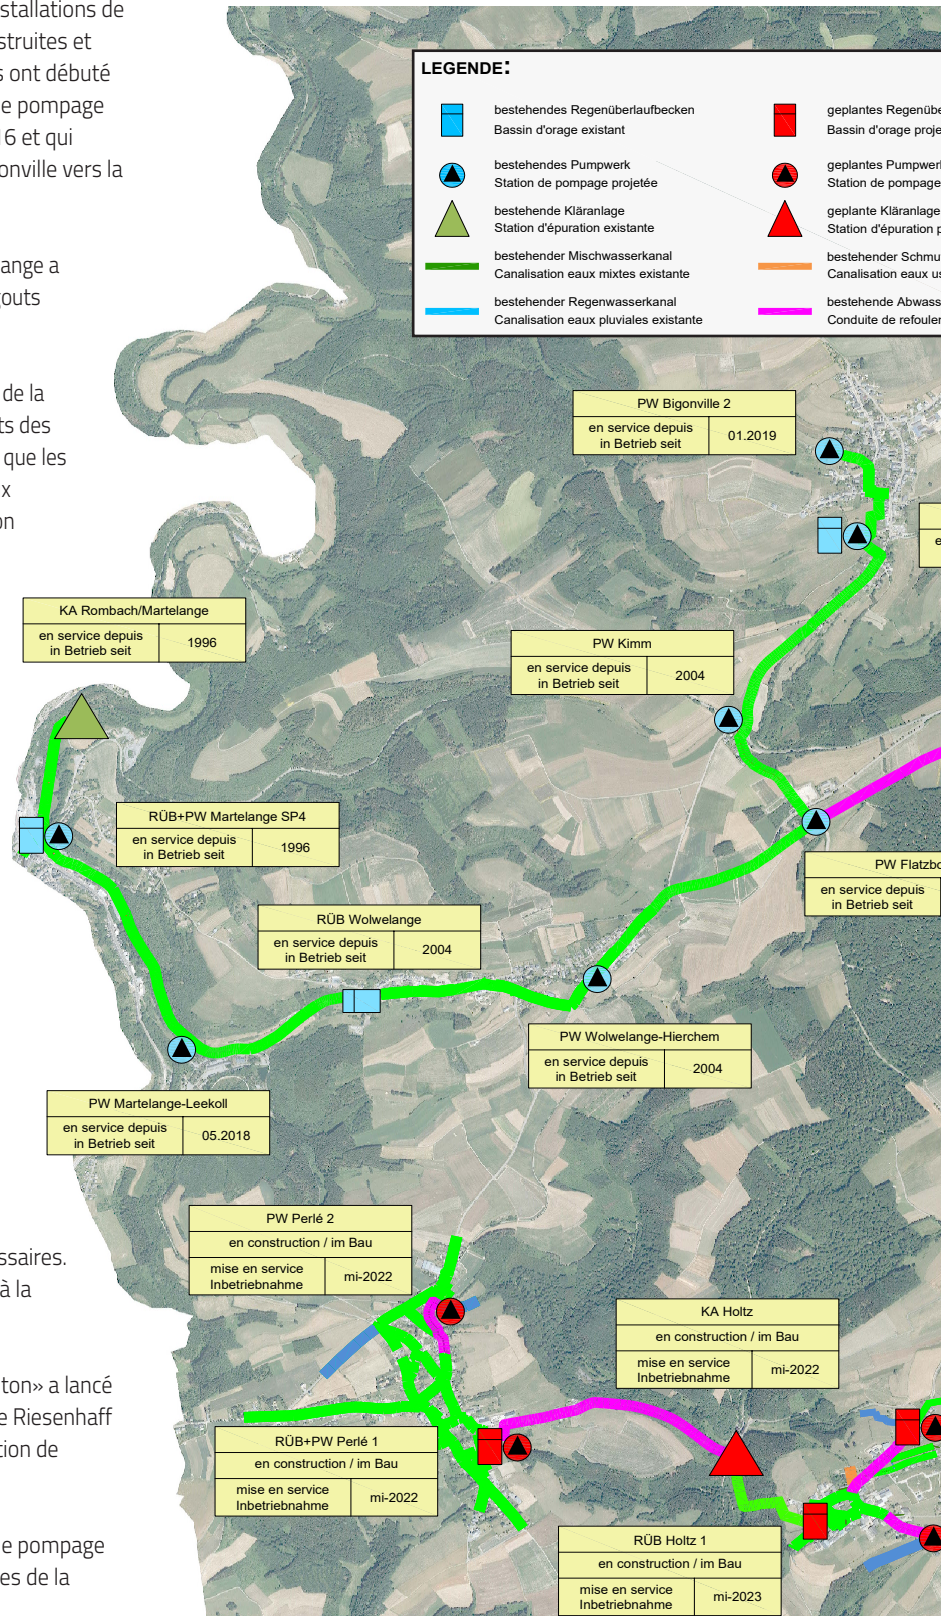 stallations de
struites et
s ont débuté
e pompage
16 et qui
onville vers la
ange a
gouts
de la
ts des
que les
x
on
ssaires.
à la
ton» a lancé
e Riesenhaff
tion de
e pompage
es de la
LEGENDE:
bestehendes Regenüberlaufbecken
Bassin d'orage existant
bestehendes Pumpwerk
Station de pompage projetée
bestehende Kläranlage
Station d'épuration existante
bestehender Mischwasserkanal
Canalisation eaux mixtes existante
bestehender Regenwasserkanal
Canalisation eaux pluviales existante
geplantes Regenübe
Bassin d'orage proje
geplantes Pumpwerk
Station de pompage
geplante Kläranlage
Station d'épuration p
bestehender Schmu
Canalisation eaux us
bestehende Abwass
Conduite de refouler
PW Bigonville 2
en service depuis
in Betrieb seit
01.2019
e
KA Rombach/Martelange
en service depuis
in Betrieb seit
1996
PW Kimm
en service depuis
in Betrieb seit
2004
RÜB+PW Martelange SP4
en service depuis
in Betrieb seit
1996
PW Flatzbo
en service depuis
in Betrieb seit
RÜB Wolwelange
en service depuis
in Betrieb seit
2004
PW Wolwelange-Hierchem
en service depuis
in Betrieb seit
2004
PW Martelange-Leekoll
en service depuis
in Betrieb seit
05.2018
PW Perlé 2
en construction / im Bau
mise en service
Inbetriebnahme
mi-2022
KA Holtz
en construction / im Bau
mise en service
Inbetriebnahme
mi-2022
RÜB+PW Perlé 1
en construction / im Bau
mise en service
Inbetriebnahme
mi-2022
RÜB Holtz 1
en construction / im Bau
mise en service
Inbetriebnahme
mi-2023